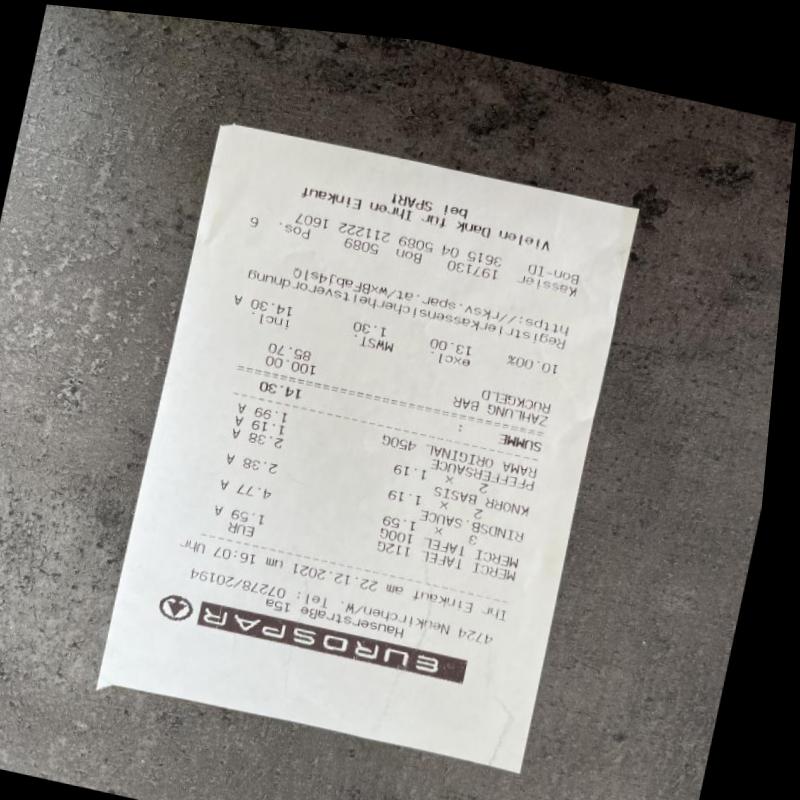 EUROSPAR
Hauserstraße 15a
4724 Neukirchen/W. Tel: 07278/20194
Ihr Einkauf am 22.12.2021 um 16:07 Uhr
EUR
MERCI TAFEL 112G 1.59 A
MERCI TAFEL 100G
3 x 1.59 4.77 A
RINDSB.SAUCE
2 x 1.19 2.38 A
KNORR BASIS
2 x 1.19 2.38 A
PFEFFERSAUCE 1.19 A
RAMA ORIGINAL 450G 1.99 A
SUMME : 14.30
ZAHLUNG BAR 100.00
RÜCKGELD 85.70
excl. MWST. incl.
10.00% 13.00 1.30 14.30 A
Registrierkassensicherheitsverordnung
https://rksv.spar.at/wxBFabj4slQ
Kassier 197130 Bon 5089 Pos. 6
Bon-ID 3615 04 5089 211222 1607
Vielen Dank für Ihren Einkauf
bei SPAR!